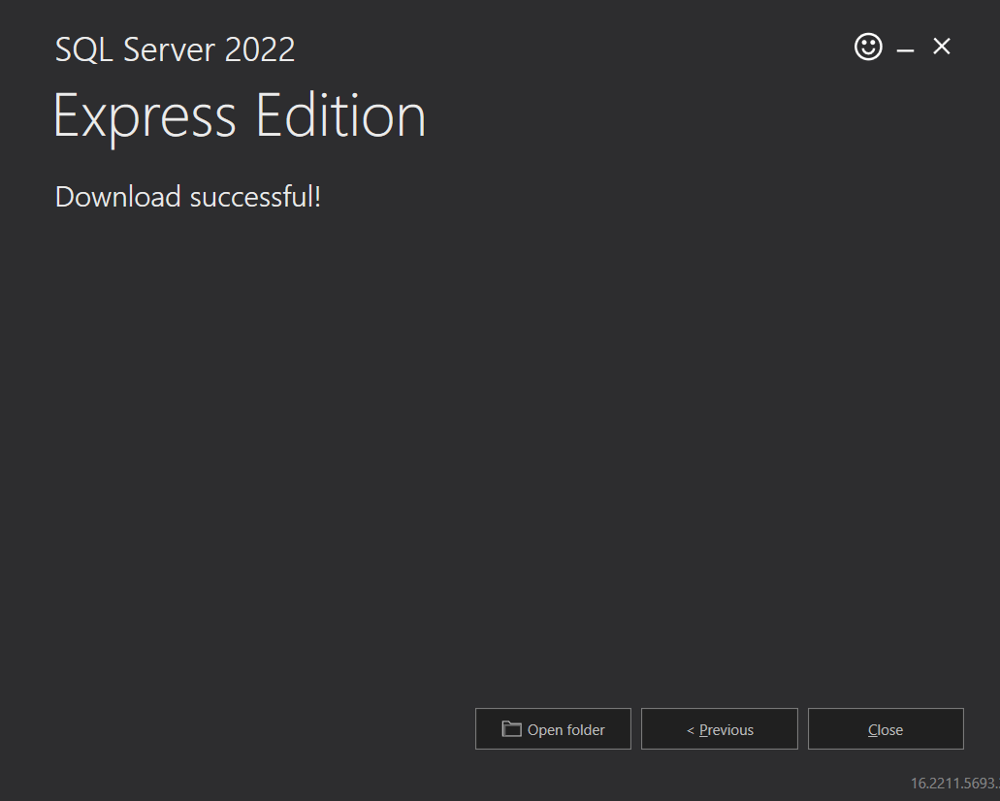 SQL Server 2022
Express Edition
Download successful!
Open folder
< Previous
Close
16.2211.5693.